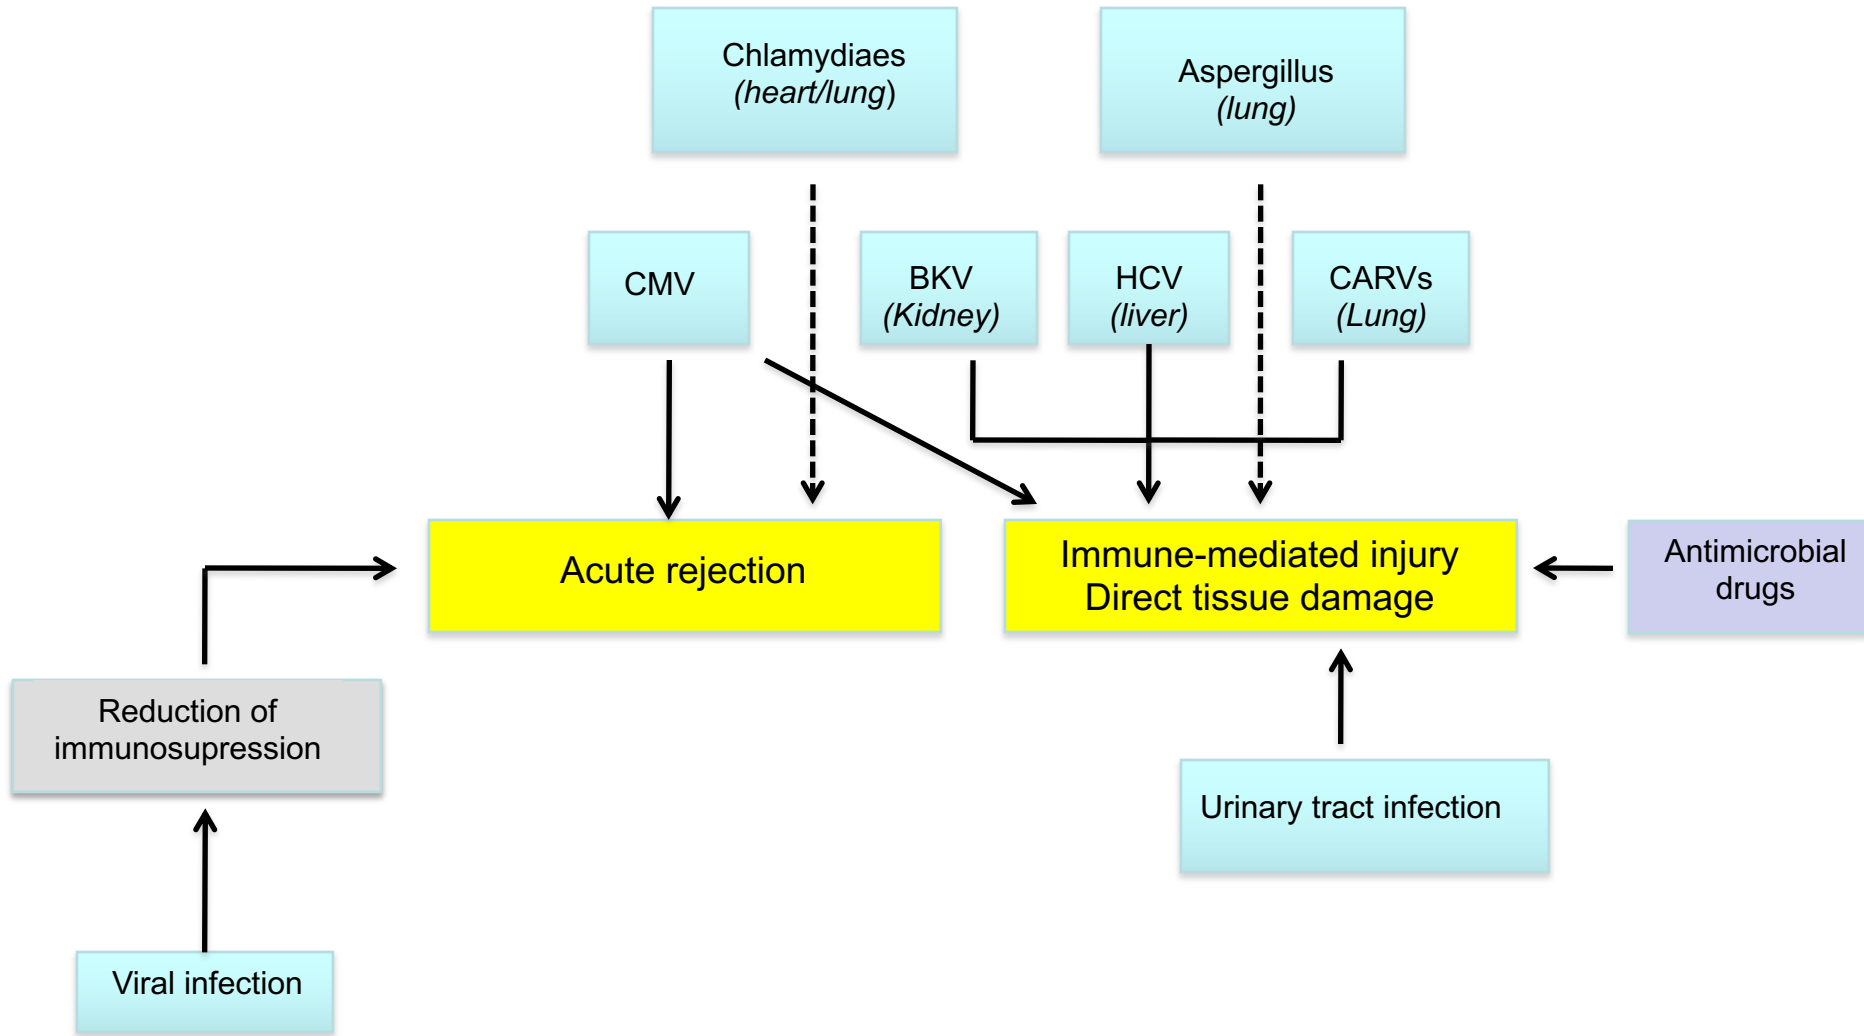 Chlamydiaes
(heart/lung)
Aspergillus
(lung)
CMV
BKV
(Kidney)
HCV
(liver)
CARVs
(Lung)
Acute rejection
Immune-mediated injury
Direct tissue damage
Antimicrobial
drugs
Reduction of
immunosupression
Urinary tract infection
Viral infection